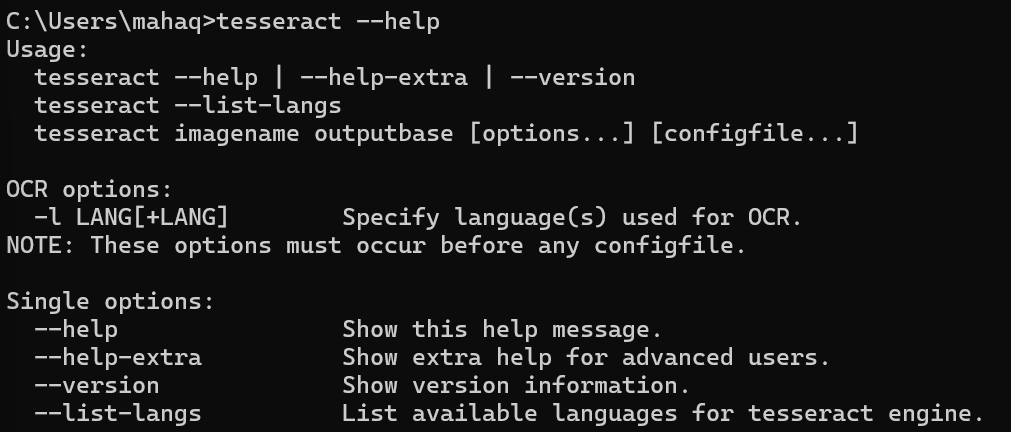 C:\Users\mahaq>tesseract --help
Usage:
  tesseract --help | --help-extra | --version
  tesseract --list-langs
  tesseract imagename outputbase [options...] [configfile...]

OCR options:
  -l LANG[+LANG]        Specify language(s) used for OCR.
NOTE: These options must occur before any configfile.

Single options:
  --help                Show this help message.
  --help-extra          Show extra help for advanced users.
  --version             Show version information.
  --list-langs          List available languages for tesseract engine.